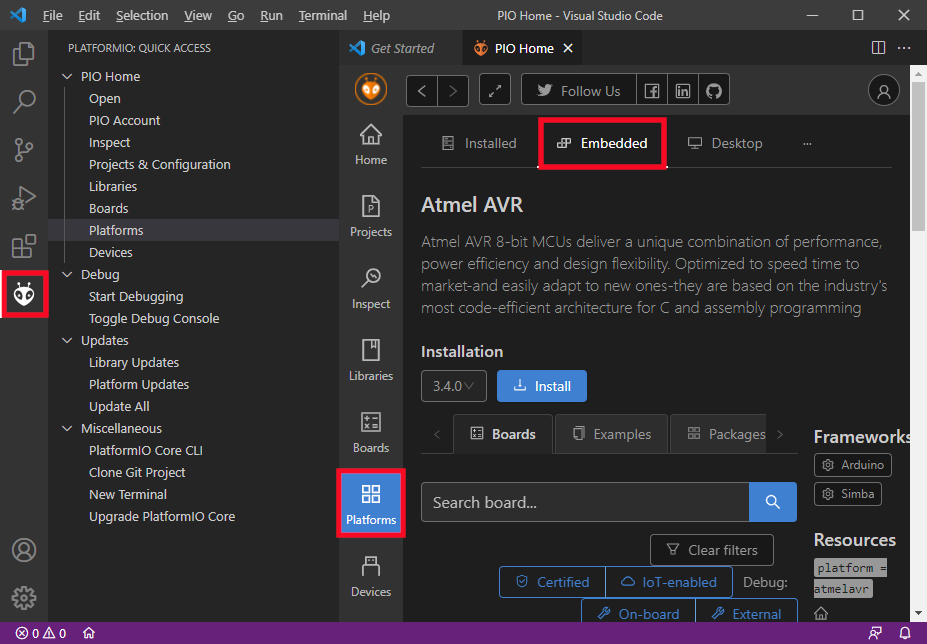 File Edit Selection View Go Run Terminal Help PIO Home - Visual Studio Code
PLATFORMIO: QUICK ACCESS
PIO Home
Open
PIO Account
Inspect
Projects & Configuration
Libraries
Boards
Platforms
Devices
Debug
Start Debugging
Toggle Debug Console
Updates
Library Updates
Platform Updates
Update All
Miscellaneous
PlatformIO Core CLI
Clone Git Project
New Terminal
Upgrade PlatformIO Core
Get Started PIO Home
Follow Us
Home
Projects
Inspect
Libraries
Boards
Platforms
Devices
Installed Embedded Desktop ...
Atmel AVR
Atmel AVR 8-bit MCUs deliver a unique combination of performance,
power efficiency and design flexibility. Optimized to speed time to
market-and easily adapt to new ones-they are based on the industry's
most code-efficient architecture for C and assembly programming
Installation
3.4.0 Install
Boards Examples Packages
Search board...
Clear filters
Certified IoT-enabled Debug:
On-board External
Frameworks
Arduino
Simba
Resources
platform =
atmelavr
0 0